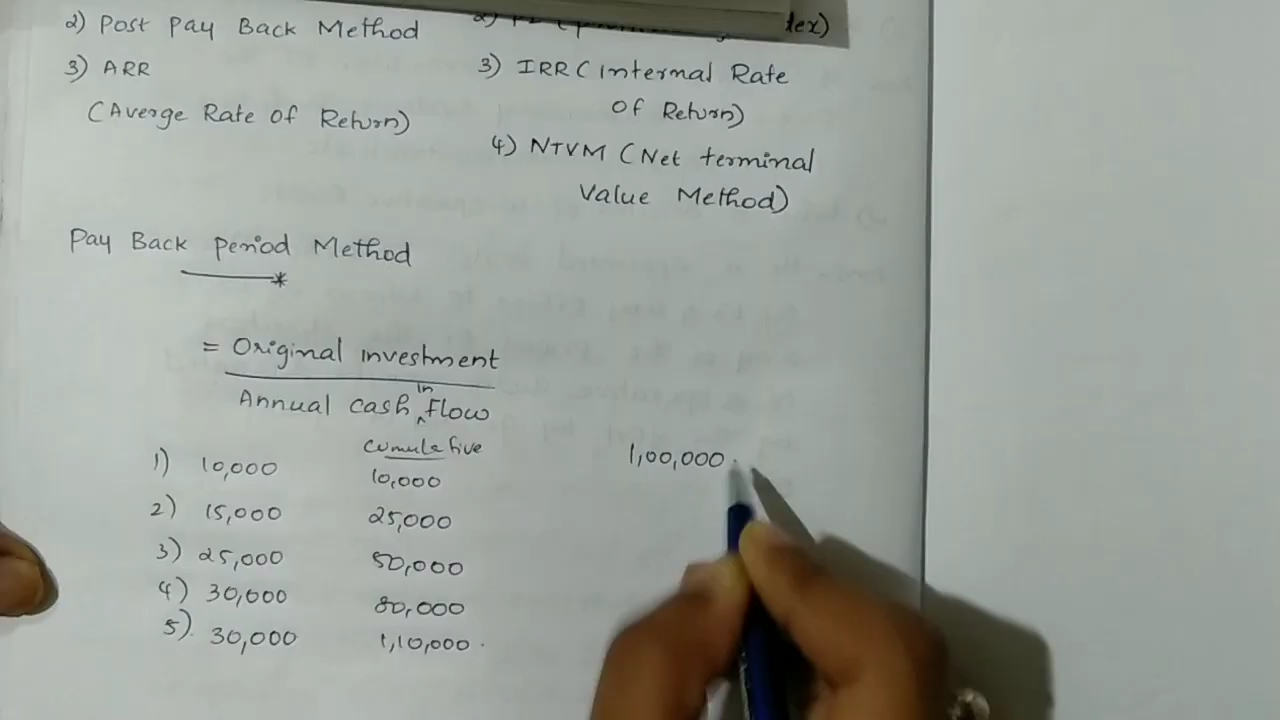 2) Post Pay Back Method
3) ARR
(Averge Rate of Return)
dex)
3) IRR (Internal Rate
of Return)
4) NTVM (Net terminal
Value Method)
Pay Back period Method
= Original investment
Annual cash in flow
cumulative
1) 10,000 10,000
2) 15,000 25,000
3) 25,000 50,000
4) 30,000 80,000
5). 30,000 1,10,000.
1,00,000.